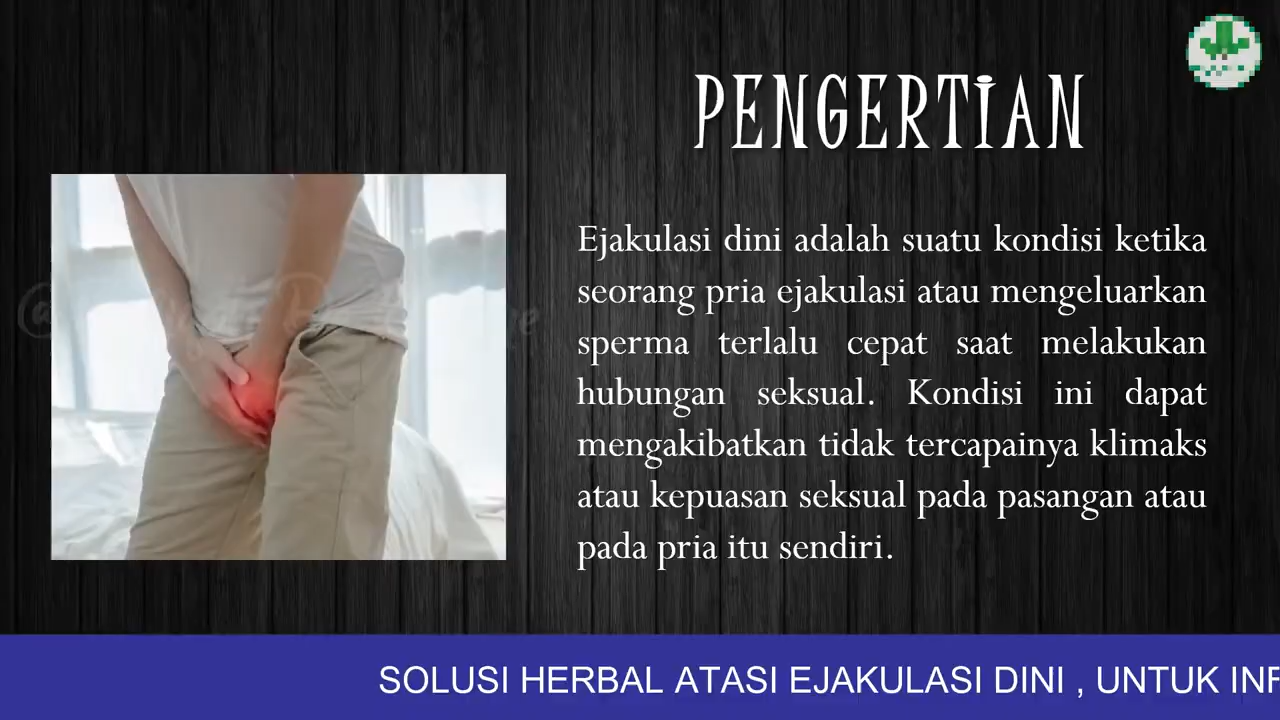 PENGERTIAN
Ejakulasi dini adalah suatu kondisi ketika
seorang pria ejakulasi atau mengeluarkan
sperma terlalu cepat saat melakukan
hubungan seksual. Kondisi ini dapat
mengakibatkan tidak tercapainya klimaks
atau kepuasan seksual pada pasangan atau
pada pria itu sendiri.
SOLUSI HERBAL ATASI EJAKULASI DINI , UNTUK